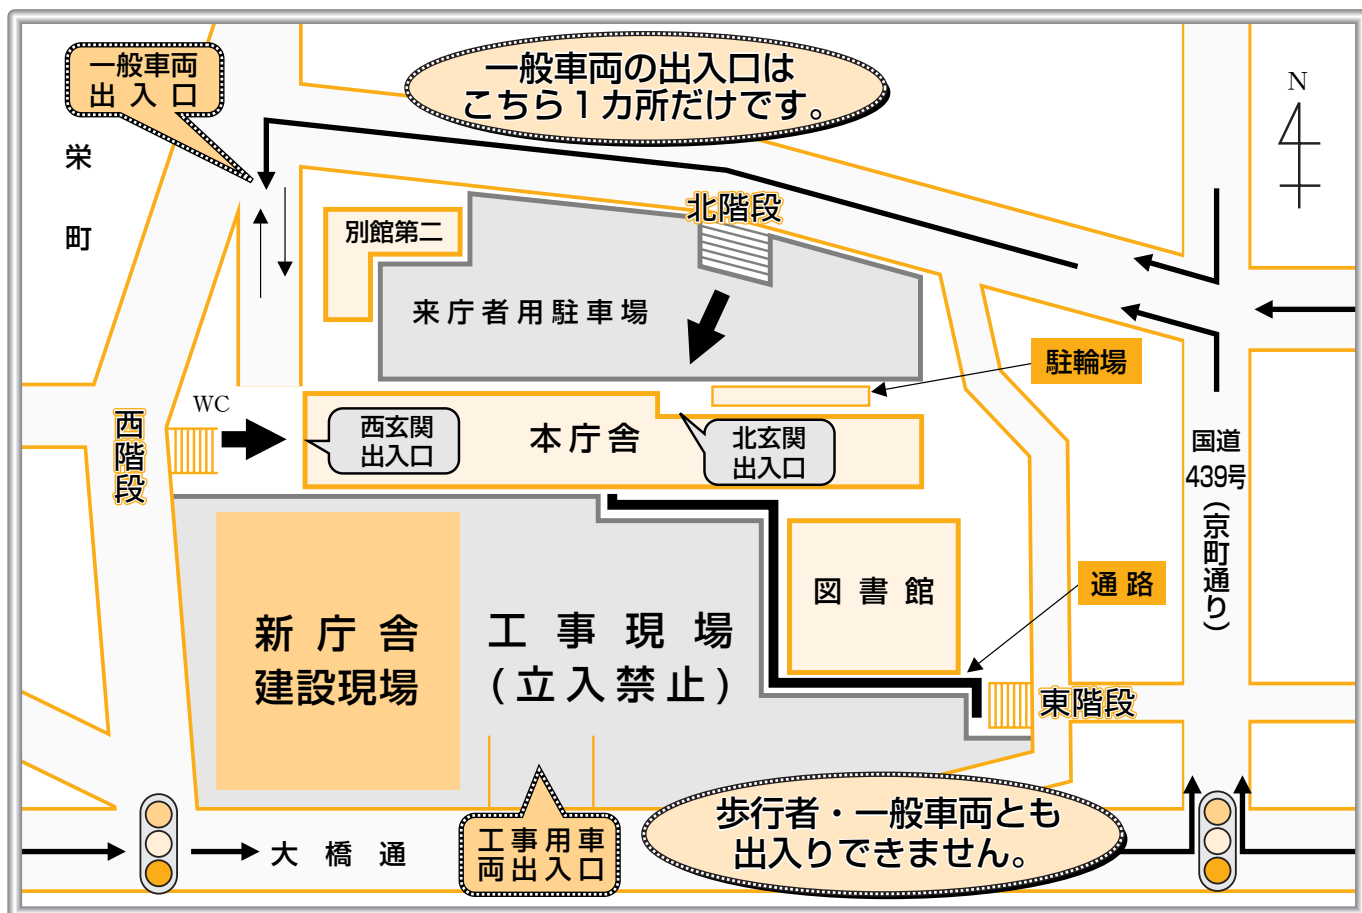 一般車両
出入口
一般車両の出入口は
こちら1カ所だけです。
N
栄町
北階段
別館第二
来庁者用駐車場
駐輪場
WC
西階段
西玄関
出入口
本庁舎
北玄関
出入口
国道
439号
(京町通り)
図書館
通路
新庁舎
建設現場
工事現場
(立入禁止)
東階段
工事用車
両出入口
歩行者・一般車両とも
出入りできません。
大橋通